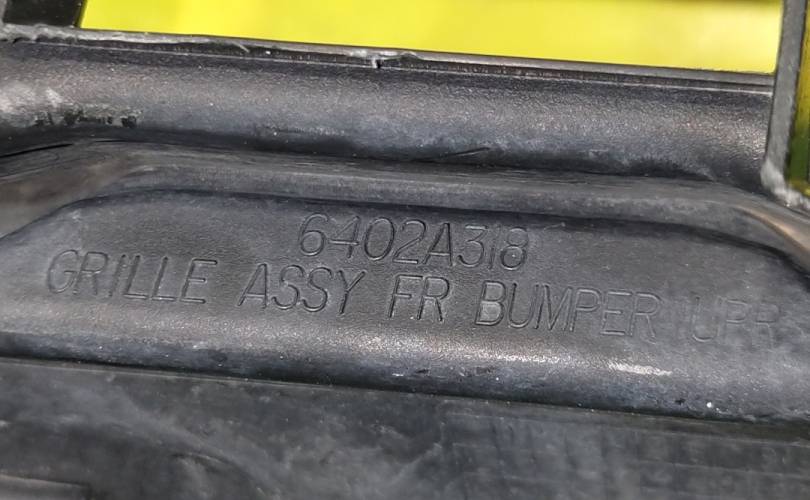 6402A318
GRILLE ASSY FR BUMPER UPR